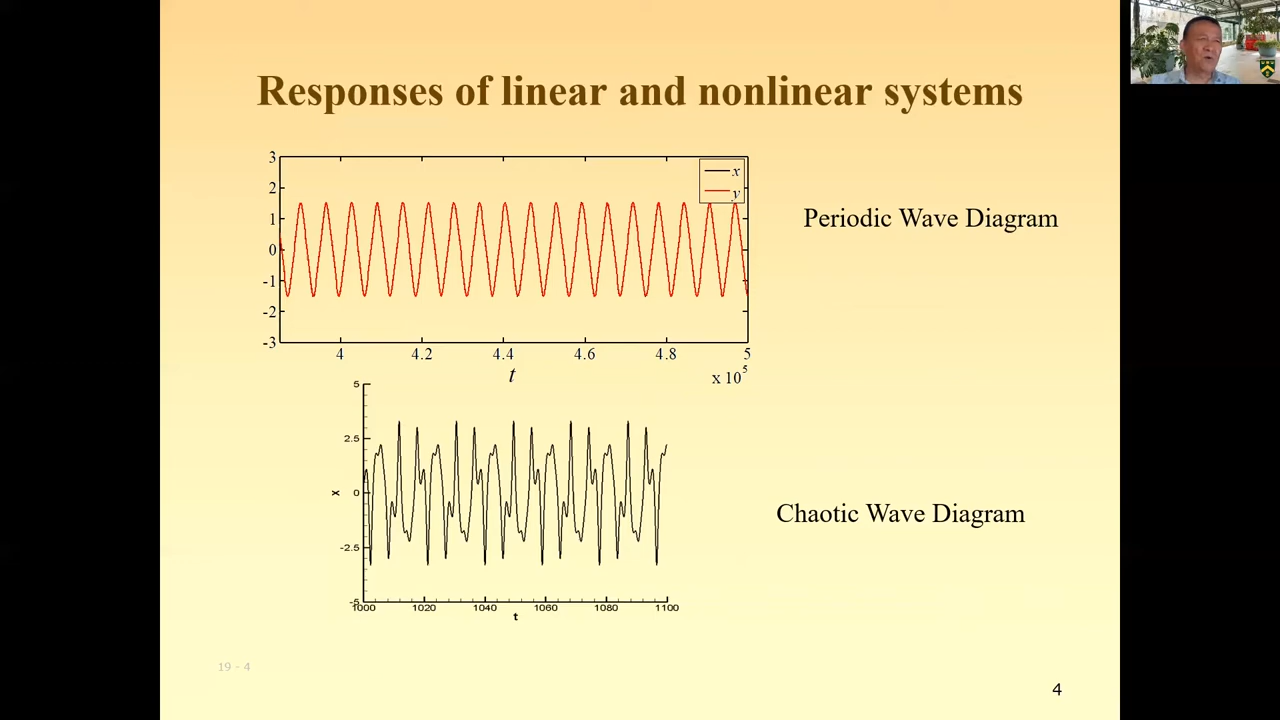 Responses of linear and nonlinear systems
3
2
1
0
-1
-2
-3
x
y
4
4.2
4.4
4.6
4.8
5
t
x 10^5
Periodic Wave Diagram
5
2.5
0
-2.5
-5
x
1000
1020
1040
1060
1080
1100
t
Chaotic Wave Diagram
19 - 4
4